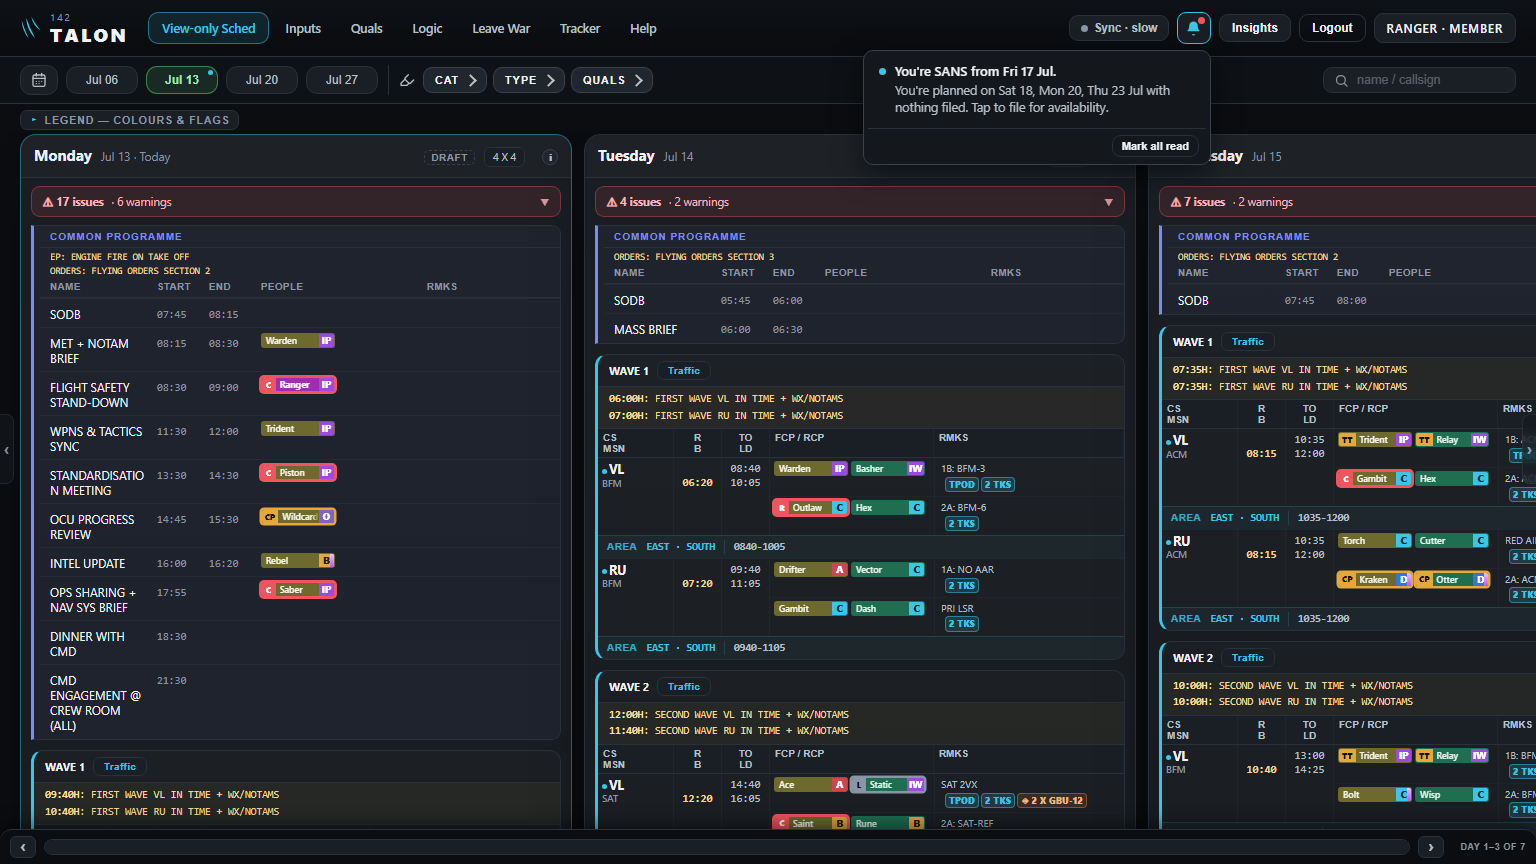 142
TALON
View-only Sched
Inputs
Quals
Logic
Leave War
Tracker
Help
Sync · slow
Insights
Logout
RANGER · MEMBER
Jul 06
Jul 13
Jul 20
Jul 27
CAT
TYPE
QUALS
name / callsign
You're SANS from Fri 17 Jul.
You're planned on Sat 18, Mon 20, Thu 23 Jul with
nothing filed. Tap to file for availability.
Mark all read
LEGEND — COLOURS & FLAGS
Monday Jul 13 · Today
DRAFT
4 X 4
i
17 issues · 6 warnings
COMMON PROGRAMME
EP: ENGINE FIRE ON TAKE OFF
ORDERS: FLYING ORDERS SECTION 2
NAME START END PEOPLE RMKS
SODB 07:45 08:15
MET + NOTAM BRIEF 08:15 08:30 Warden IP
FLIGHT SAFETY STAND-DOWN 08:30 09:00 C Ranger IP
WPNS & TACTICS SYNC 11:30 12:00 Trident IP
STANDARDISATIO
N MEETING 13:30 14:30 C Piston IP
OCU PROGRESS REVIEW 14:45 15:30 CP Wildcard O
INTEL UPDATE 16:00 16:20 Rebel B
OPS SHARING + NAV SYS BRIEF 17:55 C Saber IP
DINNER WITH CMD 18:30
CMD ENGAGEMENT @ CREW ROOM (ALL) 21:30
WAVE 1 Traffic
09:40H: FIRST WAVE VL IN TIME + WX/NOTAMS
10:40H: FIRST WAVE RU IN TIME + WX/NOTAMS
Tuesday Jul 14
4 issues · 2 warnings
COMMON PROGRAMME
ORDERS: FLYING ORDERS SECTION 3
NAME START END PEOPLE RMKS
SODB 05:45 06:00
MASS BRIEF 06:00 06:30
WAVE 1 Traffic
06:00H: FIRST WAVE VL IN TIME + WX/NOTAMS
07:00H: FIRST WAVE RU IN TIME + WX/NOTAMS
CS R TO FCP / RCP RMKS
MSN B LD
VL 08:40 Warden IP Basher IW 1B: BFM-3
BFM 06:20 10:05 TPOD 2 TKS
R Outlaw C Hex C 2A: BFM-6
2 TKS
AREA EAST · SOUTH 0840-1005
RU 09:40 Drifter A Vector C 1A: NO AAR
BFM 07:20 11:05 2 TKS
Gambit C Dash C PRI LSR
2 TKS
AREA EAST · SOUTH 0940-1105
WAVE 2 Traffic
12:00H: SECOND WAVE VL IN TIME + WX/NOTAMS
11:40H: SECOND WAVE RU IN TIME + WX/NOTAMS
CS R TO FCP / RCP RMKS
MSN B LD
VL 14:40 Ace A L Static IW SAT 2VX
SAT 12:20 16:05 TPOD 2 TKS 2 X GBU-12
C Saint B Rune B 2A: SAT-REF
sday Jul 15
7 issues · 2 warnings
COMMON PROGRAMME
ORDERS: FLYING ORDERS SECTION 2
NAME START END PEOPLE
SODB 07:45 08:00
WAVE 1 Traffic
07:35H: FIRST WAVE VL IN TIME + WX/NOTAMS
07:35H: FIRST WAVE RU IN TIME + WX/NOTAMS
CS R TO FCP / RCP RMKS
MSN B LD
VL 10:35 TT Trident IP TT Relay IW 1B:
ACM 08:15 12:00
C Gambit C Hex C 2A:
2 TKS
AREA EAST · SOUTH 1035-1200
RU 10:35 Torch C Cutter C RED AI
ACM 08:15 12:00 2 TKS
CP Kraken D CP Otter D 2A: AC
2 TKS
AREA EAST · SOUTH 1035-1200
WAVE 2 Traffic
10:00H: SECOND WAVE VL IN TIME + WX/NOTAMS
10:00H: SECOND WAVE RU IN TIME + WX/NOTAMS
CS R TO FCP / RCP RMKS
MSN B LD
VL 13:00 TT Trident IP TT Relay IW 1B: BFM
BFM 10:40 14:25 2 TKS
Bolt C Wisp C 2A: BFM
2 TKS
DAY 1–3 OF 7